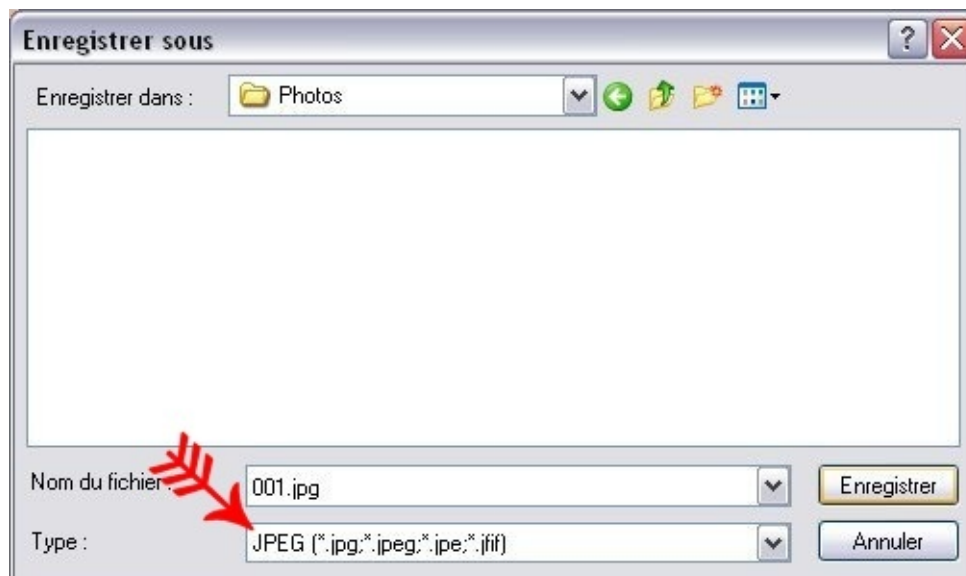 Enregistrer sous
Enregistrer dans : Photos
Nom du fichier : 001.jpg Enregistrer
Type : JPEG (*.jpg;*.jpeg;*.jpe;*.jfif) Annuler